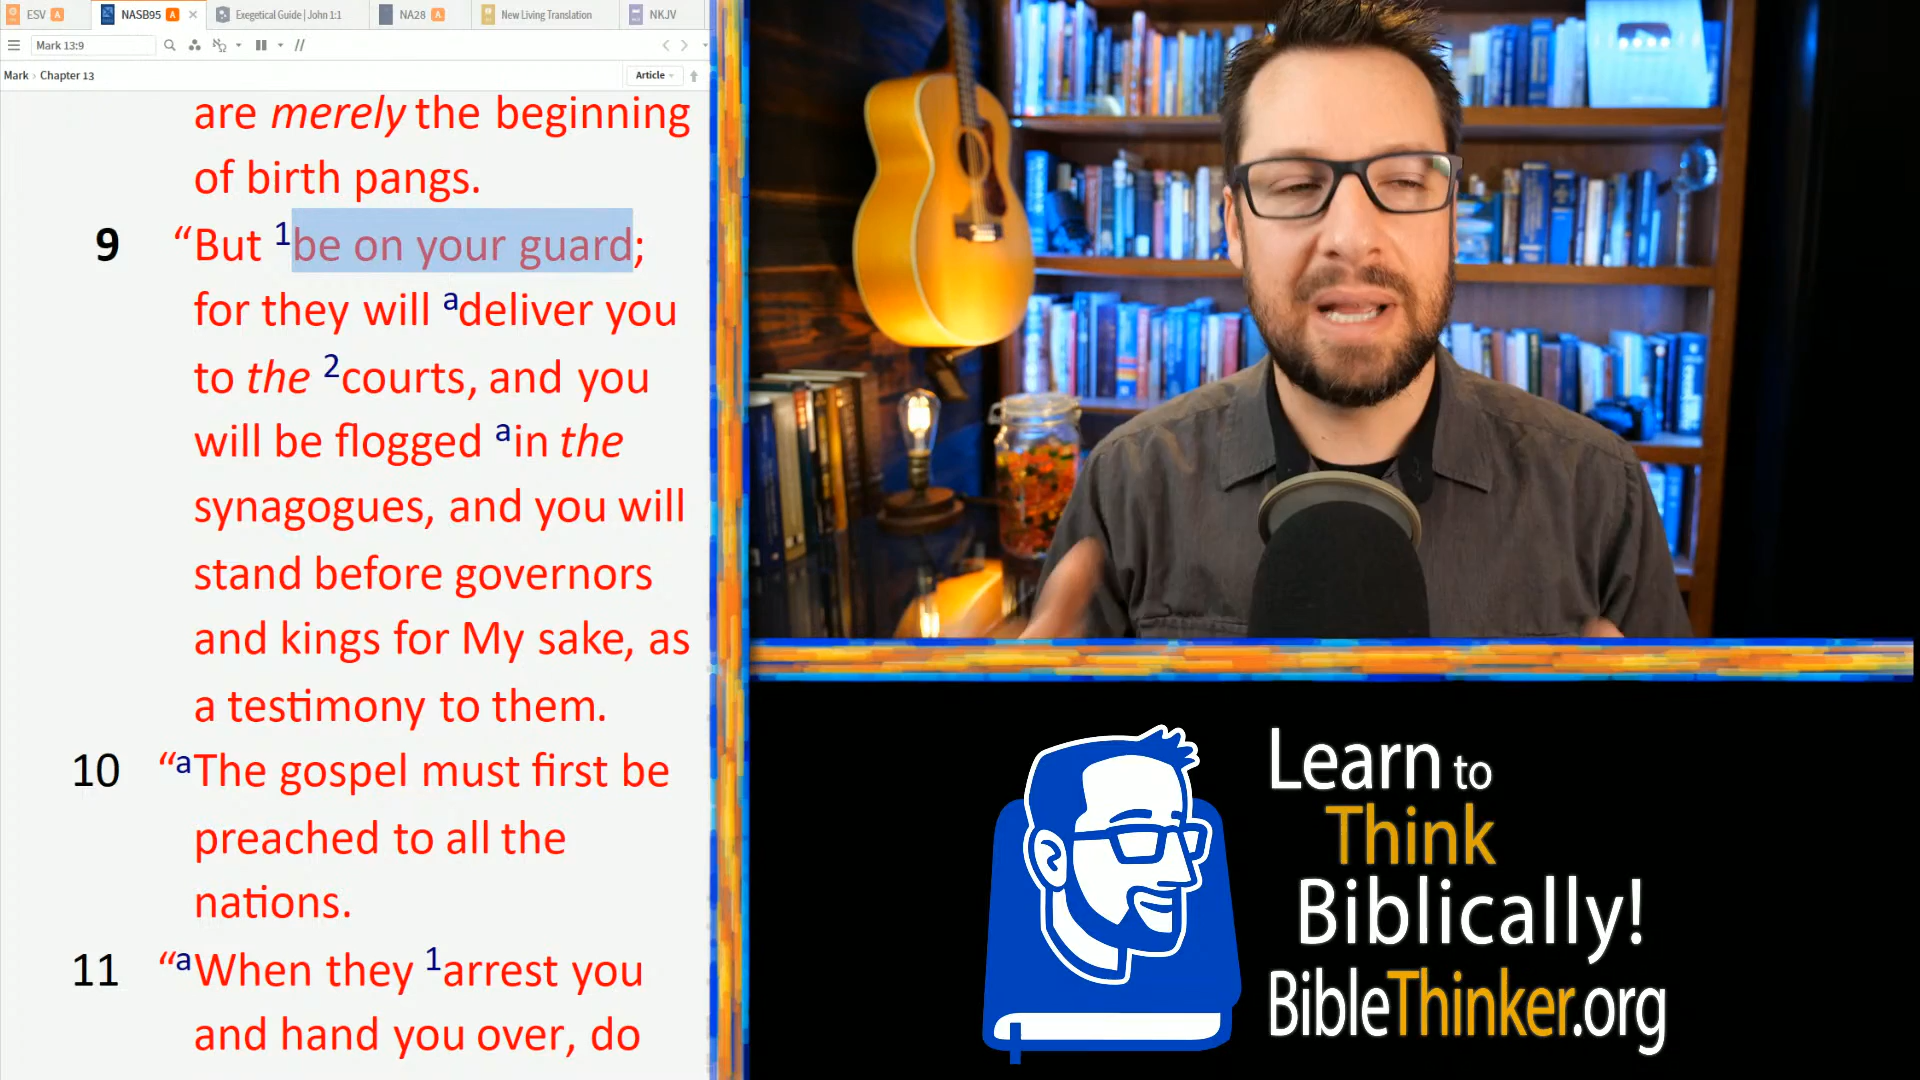 ESV A
NASB95 A
Exegetical Guide | John 1:1
NA28 A
New Living Translation
NKJV
Mark 13:9
Mark › Chapter 13
Article
are merely the beginning
of birth pangs.
9 “But 1be on your guard;
for they will adeliver you
to the 2courts, and you
will be flogged ain the
synagogues, and you will
stand before governors
and kings for My sake, as
a testimony to them.
10 “aThe gospel must first be
preached to all the
nations.
11 “aWhen they 1arrest you
and hand you over, do
Learn to
Think
Biblically!
BibleThinker.org